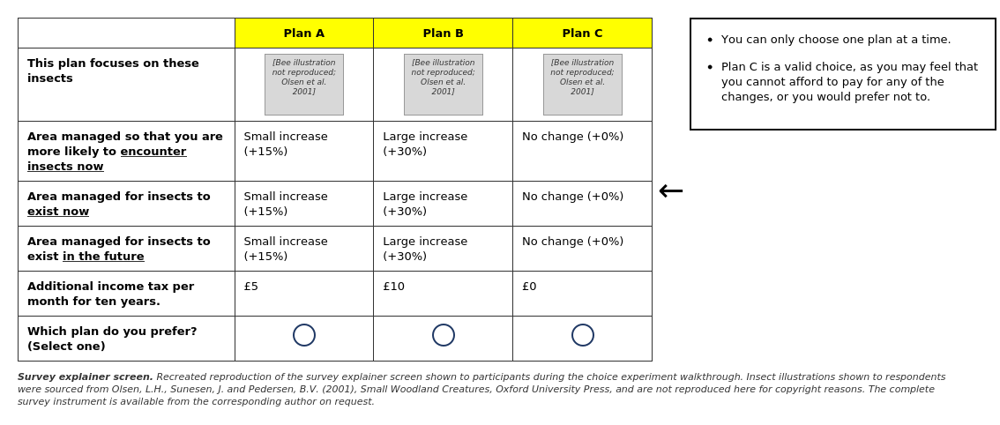 Plan A Plan B Plan C
This plan focuses on these
insects
[Bee illustration
not reproduced;
Olsen et al.
2001]
[Bee illustration
not reproduced;
Olsen et al.
2001]
[Bee illustration
not reproduced;
Olsen et al.
2001]
Area managed so that you are
more likely to encounter
insects now
Small increase
(+15%)
Large increase
(+30%)
No change (+0%)
Area managed for insects to
exist now
Small increase
(+15%)
Large increase
(+30%)
No change (+0%)
Area managed for insects to
exist in the future
Small increase
(+15%)
Large increase
(+30%)
No change (+0%)
Additional income tax per
month for ten years.
£5
£10
£0
Which plan do you prefer?
(Select one)
←
• You can only choose one plan at a time.
• Plan C is a valid choice, as you may feel that
you cannot afford to pay for any of the
changes, or you would prefer not to.
Survey explainer screen. Recreated reproduction of the survey explainer screen shown to participants during the choice experiment walkthrough. Insect illustrations shown to respondents
were sourced from Olsen, L.H., Sunesen, J. and Pedersen, B.V. (2001), Small Woodland Creatures, Oxford University Press, and are not reproduced here for copyright reasons. The complete
survey instrument is available from the corresponding author on request.